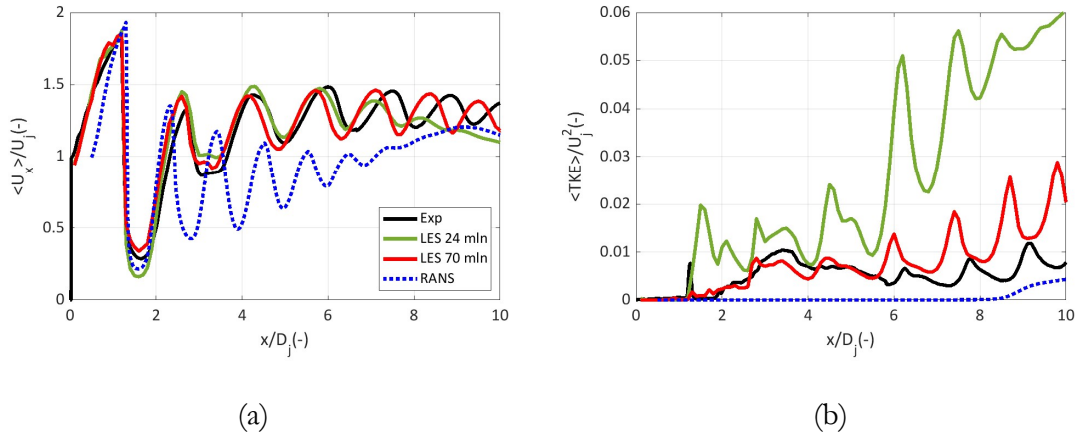 2
1.5
1
0.5
0
<U_x>/U_j(-)
Exp
LES 24 mln
LES 70 mln
RANS
0 2 4 6 8 10
x/D_j(-)
(a)
0.06
0.05
0.04
0.03
0.02
0.01
0
<TKE>/U_j^2(-)
0 2 4 6 8 10
x/D_j(-)
(b)